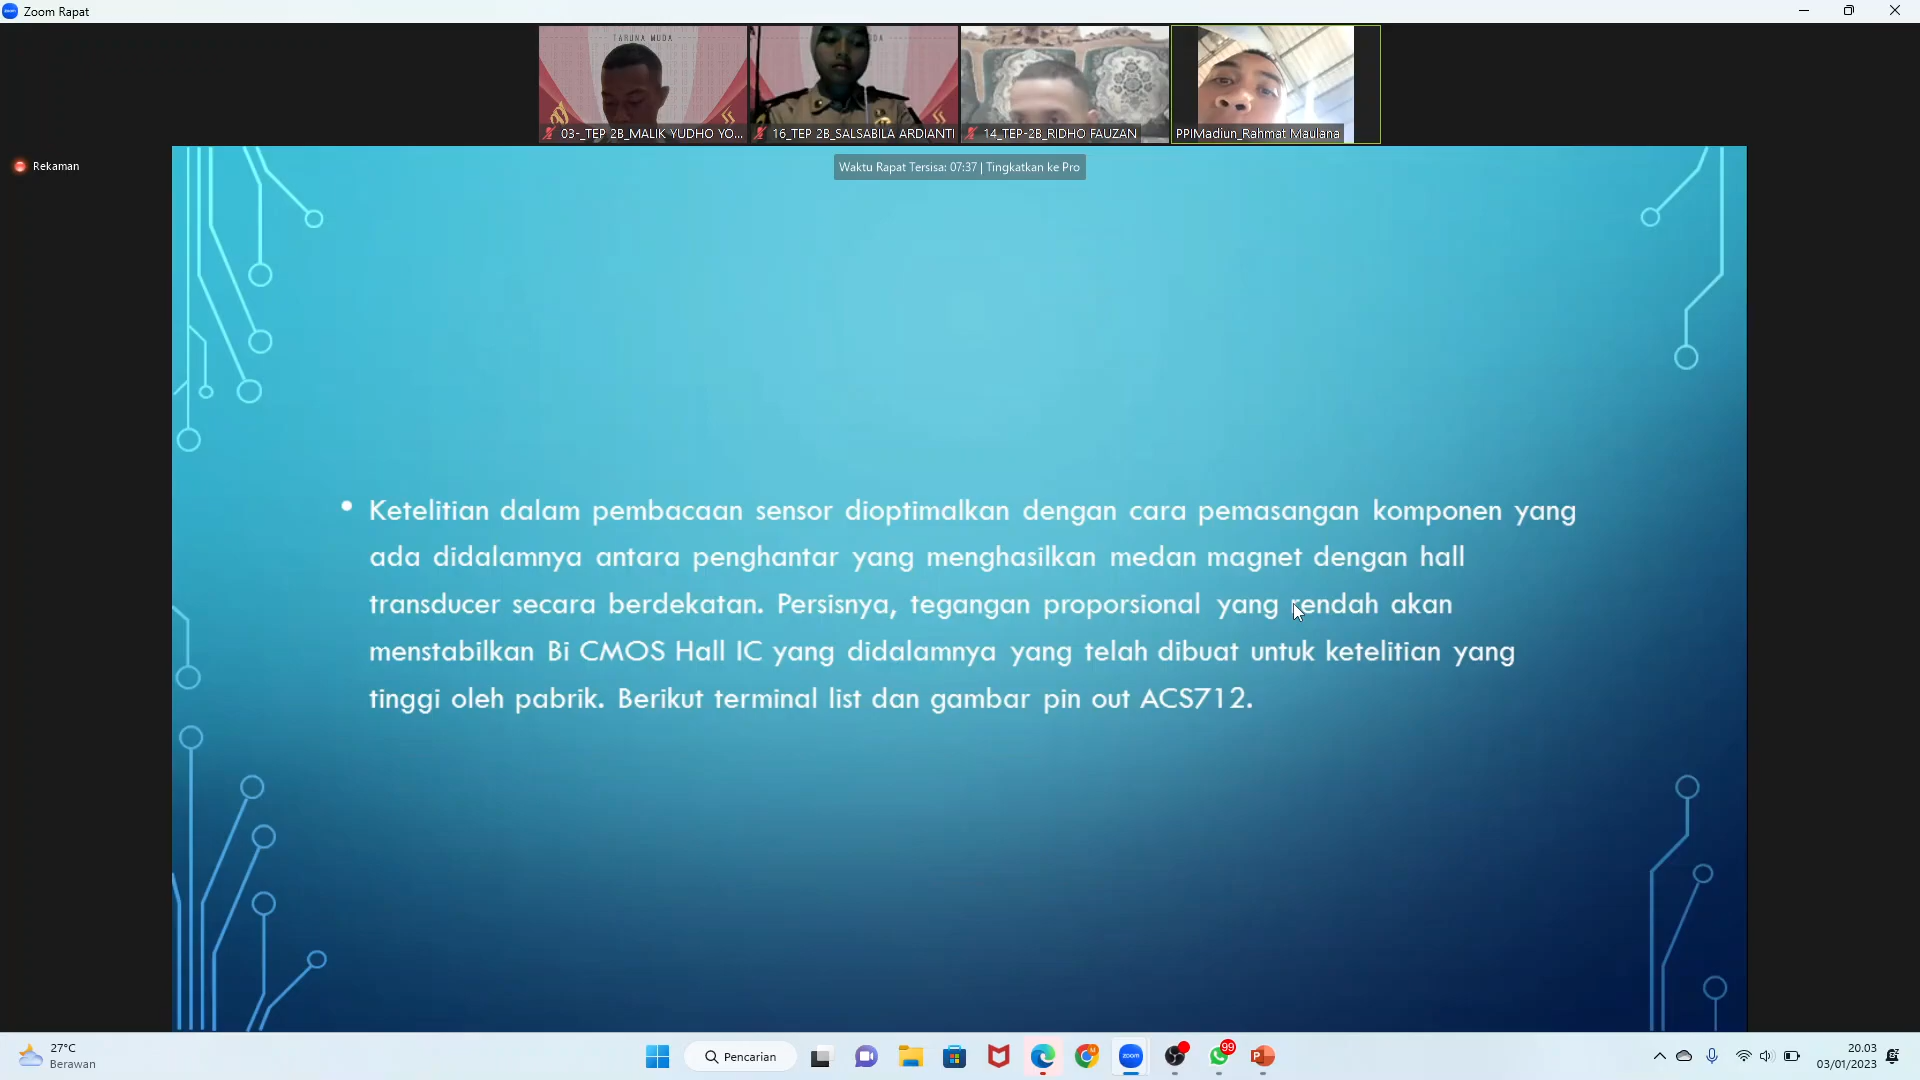 Zoom Rapat
TARUNA MUDA
03-_TEP 2B_MALIK YUDHO YO...
16_TEP 2B_SALSABILA ARDIANTI
14_TEP-2B_RIDHO FAUZAN
PPIMadiun_Rahmat Maulana
Rekaman
Waktu Rapat Tersisa: 07:37 | Tingkatkan ke Pro
• Ketelitian dalam pembacaan sensor dioptimalkan dengan cara pemasangan komponen yang
ada didalamnya antara penghantar yang menghasilkan medan magnet dengan hall
transducer secara berdekatan. Persisnya, tegangan proporsional yang rendah akan
menstabilkan Bi CMOS Hall IC yang didalamnya yang telah dibuat untuk ketelitian yang
tinggi oleh pabrik. Berikut terminal list dan gambar pin out ACS712.
27°C
Berawan
Pencarian
zoom
99
20.03
03/01/2023